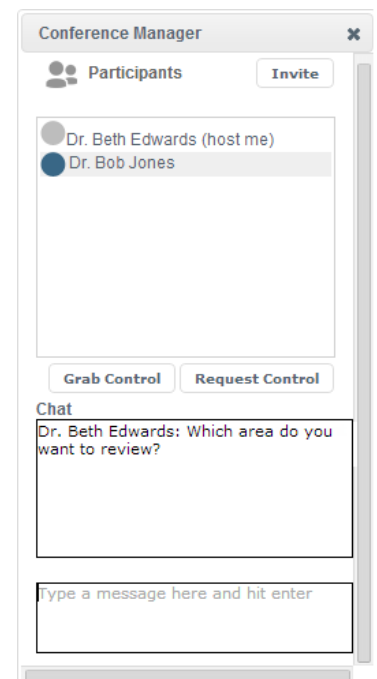 Conference Manager
Participants
Invite
Dr. Beth Edwards (host me)
Dr. Bob Jones
Grab Control
Request Control
Chat
Dr. Beth Edwards: Which area do you
want to review?
Type a message here and hit enter